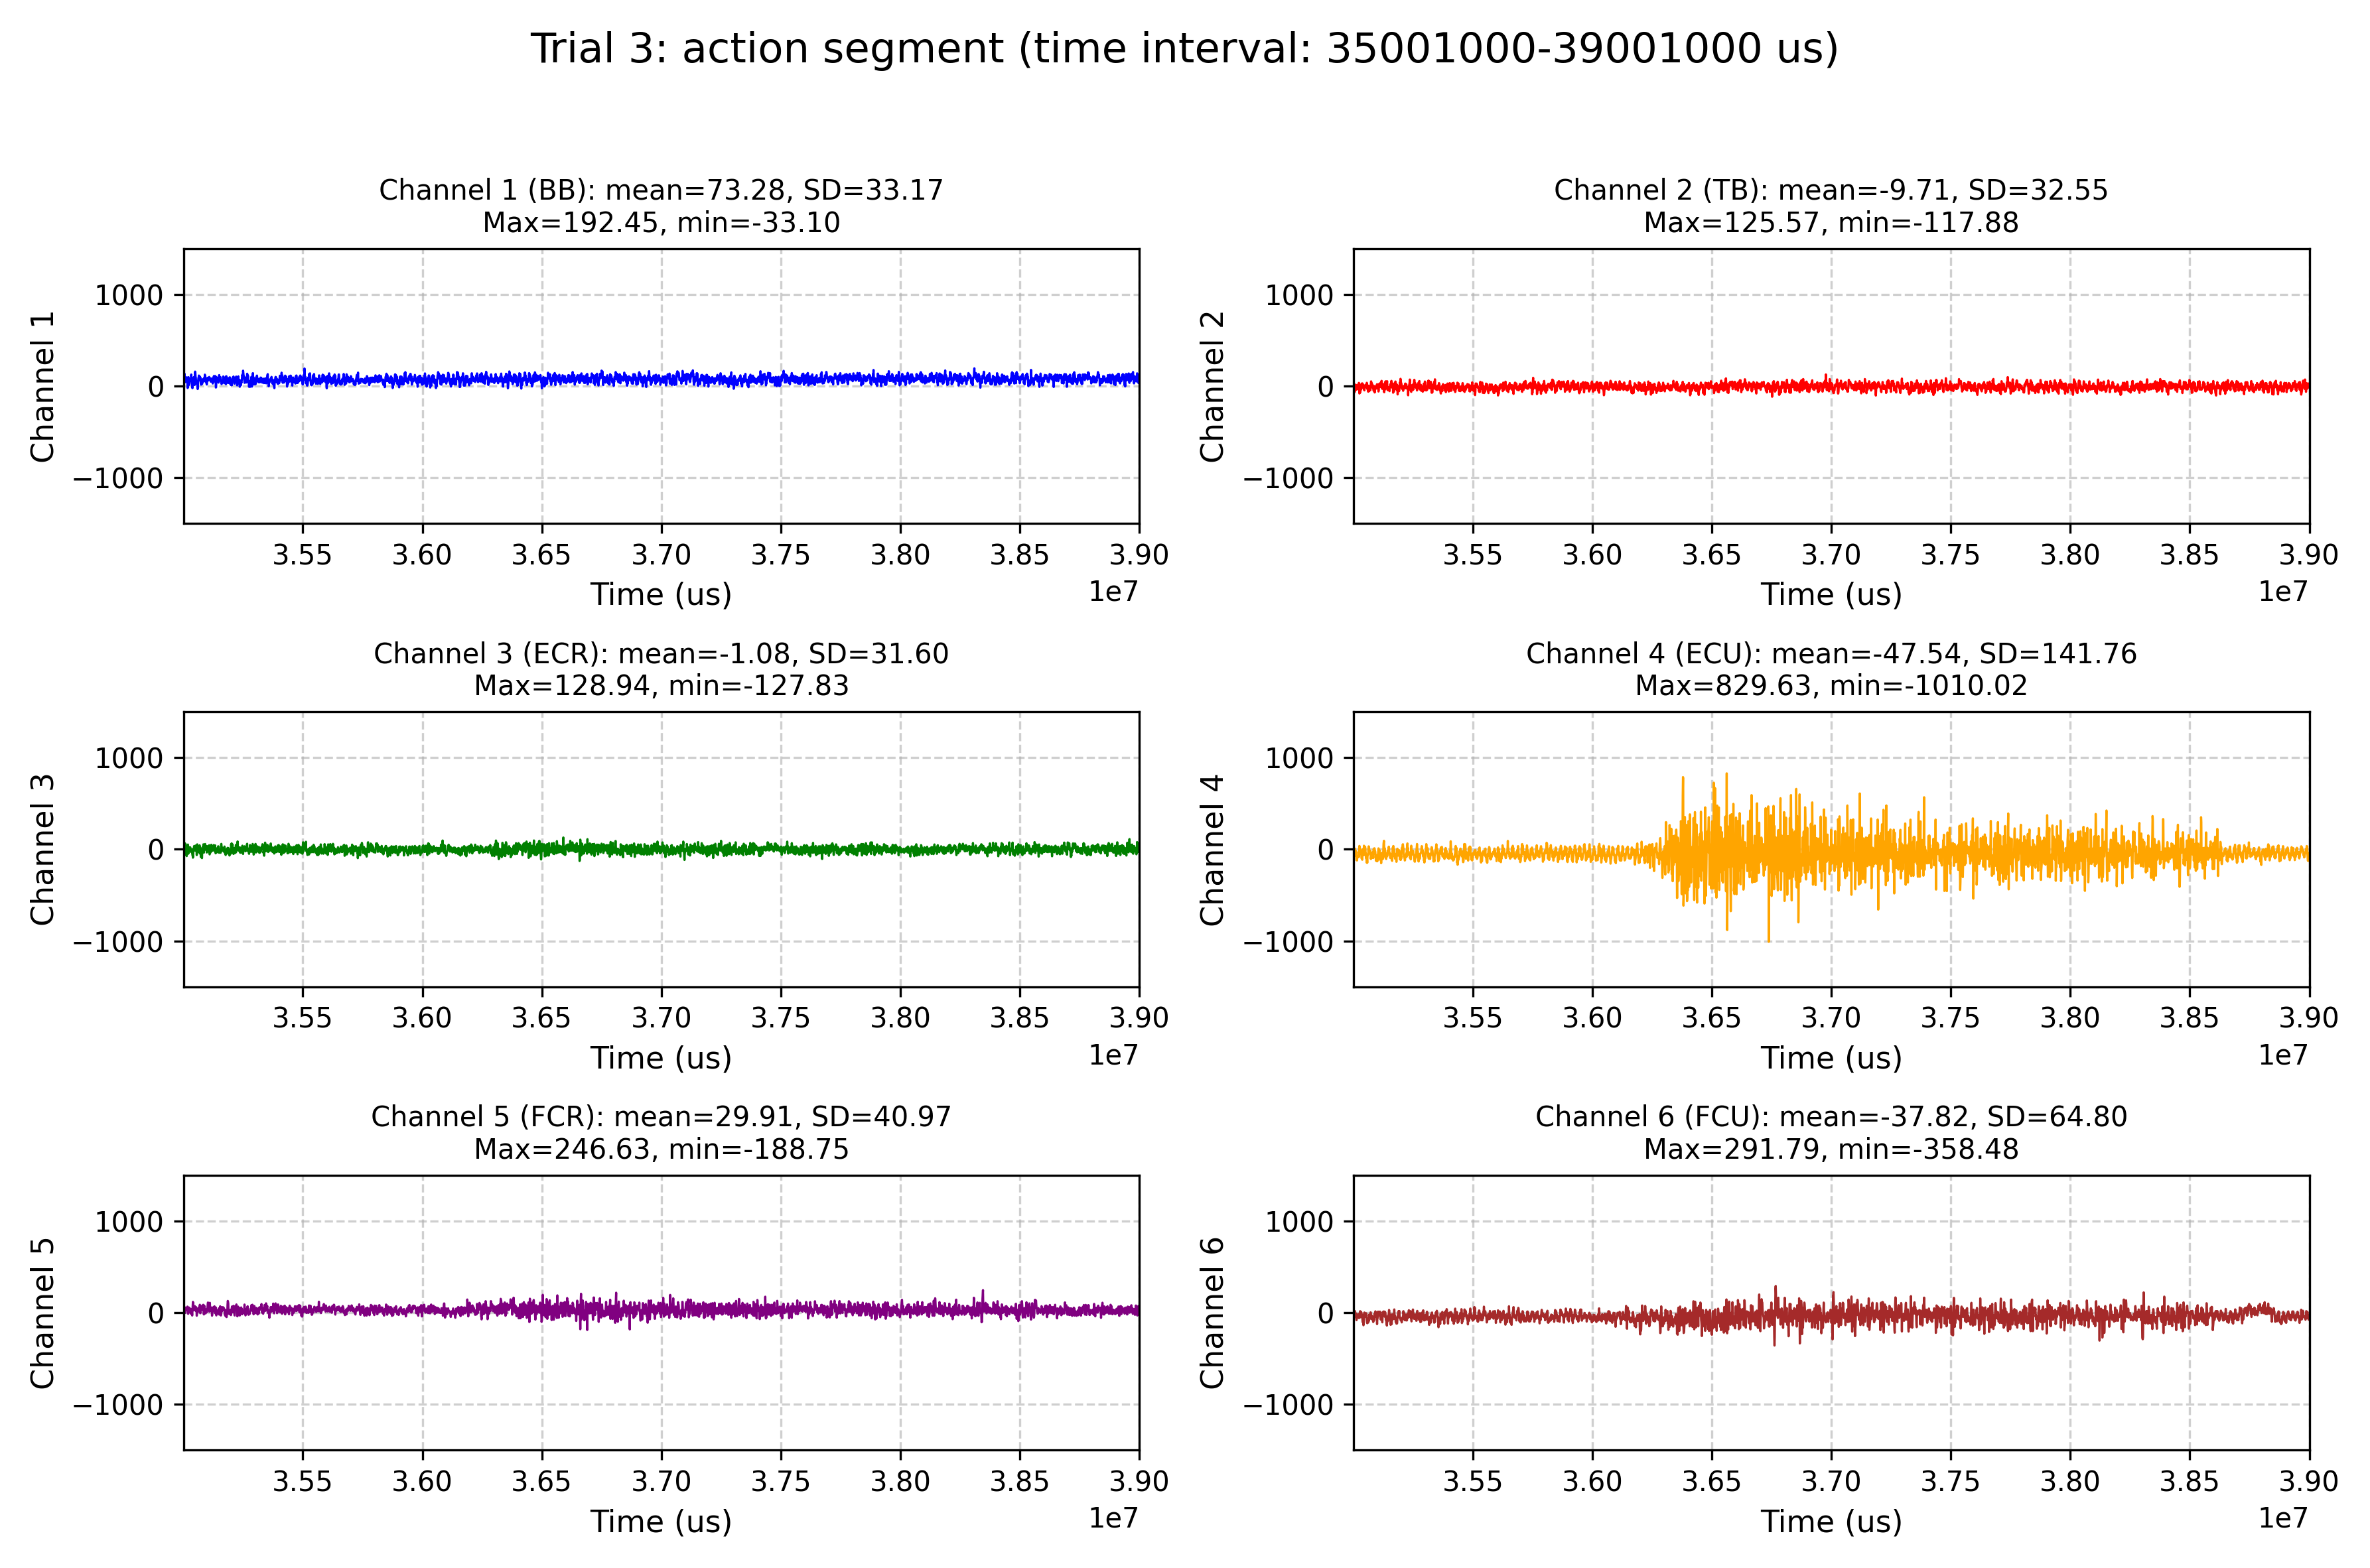 Trial 3: action segment (time interval: 35001000-39001000 us)
Channel 1 (BB): mean=73.28, SD=33.17
Max=192.45, min=-33.10
Channel 1
1000
0
−1000
3.55 3.60 3.65 3.70 3.75 3.80 3.85 3.90
Time (us)
1e7
Channel 2 (TB): mean=-9.71, SD=32.55
Max=125.57, min=-117.88
Channel 2
1000
0
−1000
3.55 3.60 3.65 3.70 3.75 3.80 3.85 3.90
Time (us)
1e7
Channel 3 (ECR): mean=-1.08, SD=31.60
Max=128.94, min=-127.83
Channel 3
1000
0
−1000
3.55 3.60 3.65 3.70 3.75 3.80 3.85 3.90
Time (us)
1e7
Channel 4 (ECU): mean=-47.54, SD=141.76
Max=829.63, min=-1010.02
Channel 4
1000
0
−1000
3.55 3.60 3.65 3.70 3.75 3.80 3.85 3.90
Time (us)
1e7
Channel 5 (FCR): mean=29.91, SD=40.97
Max=246.63, min=-188.75
Channel 5
1000
0
−1000
3.55 3.60 3.65 3.70 3.75 3.80 3.85 3.90
Time (us)
1e7
Channel 6 (FCU): mean=-37.82, SD=64.80
Max=291.79, min=-358.48
Channel 6
1000
0
−1000
3.55 3.60 3.65 3.70 3.75 3.80 3.85 3.90
Time (us)
1e7